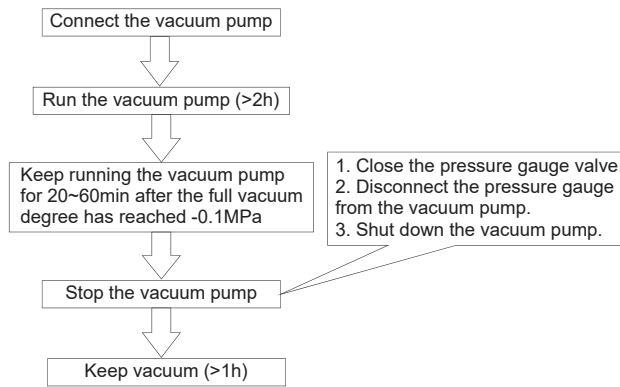 Connect the vacuum pump
Run the vacuum pump (>2h)
Keep running the vacuum pump
for 20~60min after the full vacuum
degree has reached -0.1MPa
1. Close the pressure gauge valve.
2. Disconnect the pressure gauge
from the vacuum pump.
3. Shut down the vacuum pump.
Stop the vacuum pump
Keep vacuum (>1h)